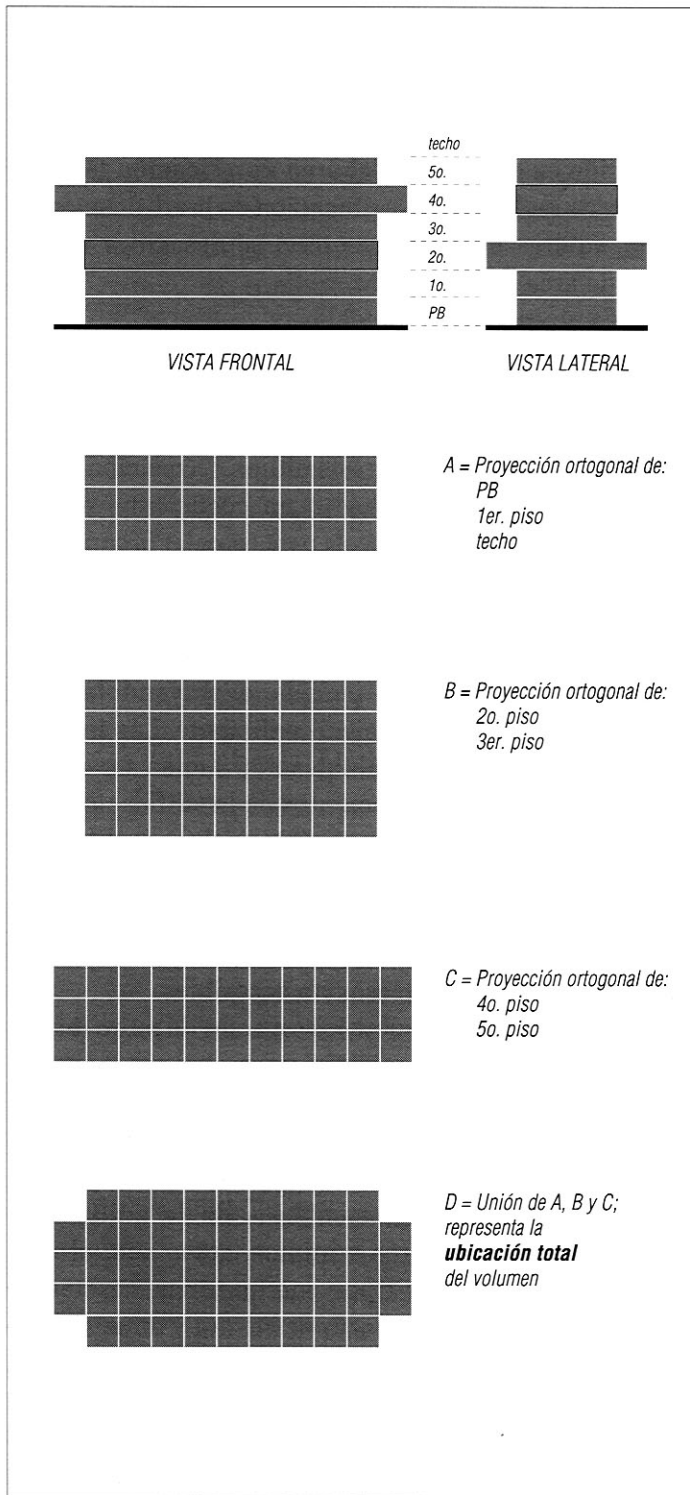 techo
5o.
4o.
3o.
2o.
1o.
PB
VISTA FRONTAL
VISTA LATERAL
A = Proyección ortogonal de:
PB
1er. piso
techo
B = Proyección ortogonal de:
2o. piso
3er. piso
C = Proyección ortogonal de:
4o. piso
5o. piso
D = Unión de A, B y C;
representa la
ubicación total
del volumen